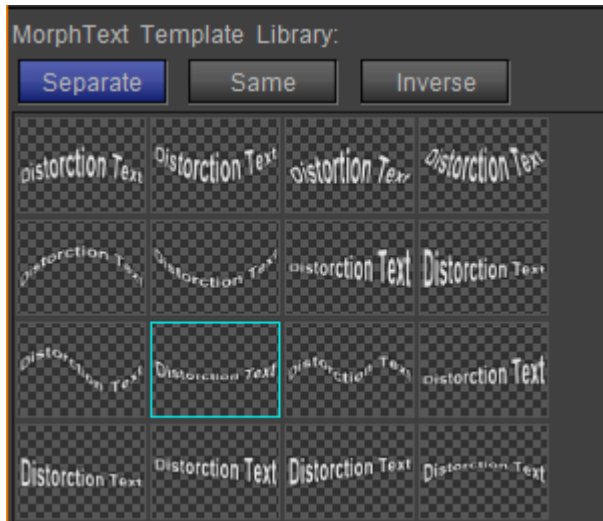 MorphText Template Library:
Separate Same Inverse
Distorction Text Distorction Text Distortion Text Distorction Text
Distorction Text Distorction Text Distorction Text Distorction Text
Distorction Text Distorction Text Distorction Text Distorction Text
Distorction Text Distorction Text Distorction Text Distorction Text